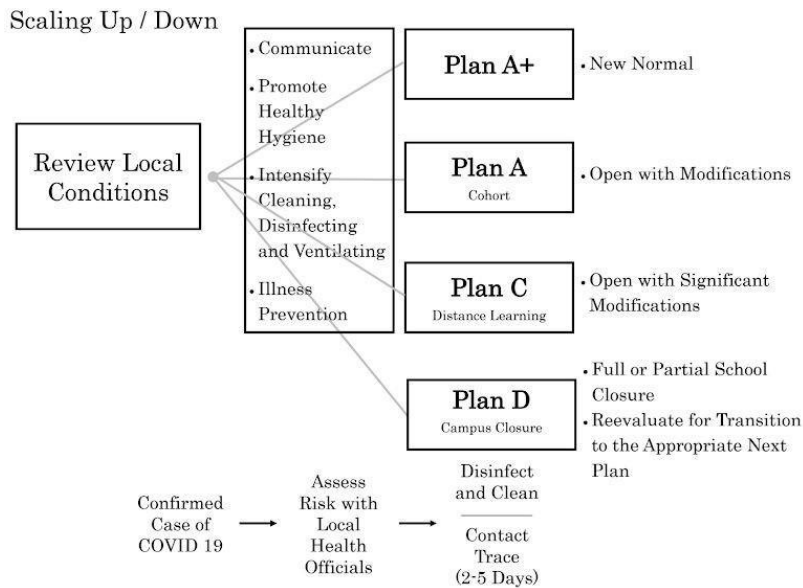 Scaling Up / Down
Review Local
Conditions
• Communicate
• Promote
Healthy
Hygiene
• Intensify
Cleaning,
Disinfecting
and Ventilating
• Illness
Prevention
Plan A+
• New Normal
Plan A
Cohort
• Open with Modifications
Plan C
Distance Learning
• Open with Significant
Modifications
Plan D
Campus Closure
• Full or Partial School
Closure
• Reevaluate for Transition
to the Appropriate Next
Plan
Confirmed
Case of
COVID 19
Assess
Risk with
Local
Health
Officials
Disinfect
and Clean
Contact
Trace
(2-5 Days)